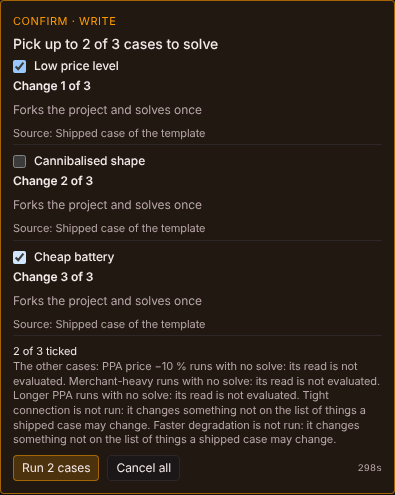 CONFIRM · WRITE
Pick up to 2 of 3 cases to solve
Low price level
Change 1 of 3
Forks the project and solves once
Source: Shipped case of the template
Cannibalised shape
Change 2 of 3
Forks the project and solves once
Source: Shipped case of the template
Cheap battery
Change 3 of 3
Forks the project and solves once
Source: Shipped case of the template
2 of 3 ticked
The other cases: PPA price −10 % runs with no solve: its read is not
evaluated. Merchant-heavy runs with no solve: its read is not evaluated.
Longer PPA runs with no solve: its read is not evaluated. Tight
connection is not run: it changes something not on the list of things a
shipped case may change. Faster degradation is not run: it changes
something not on the list of things a shipped case may change.
Run 2 cases
Cancel all
298s